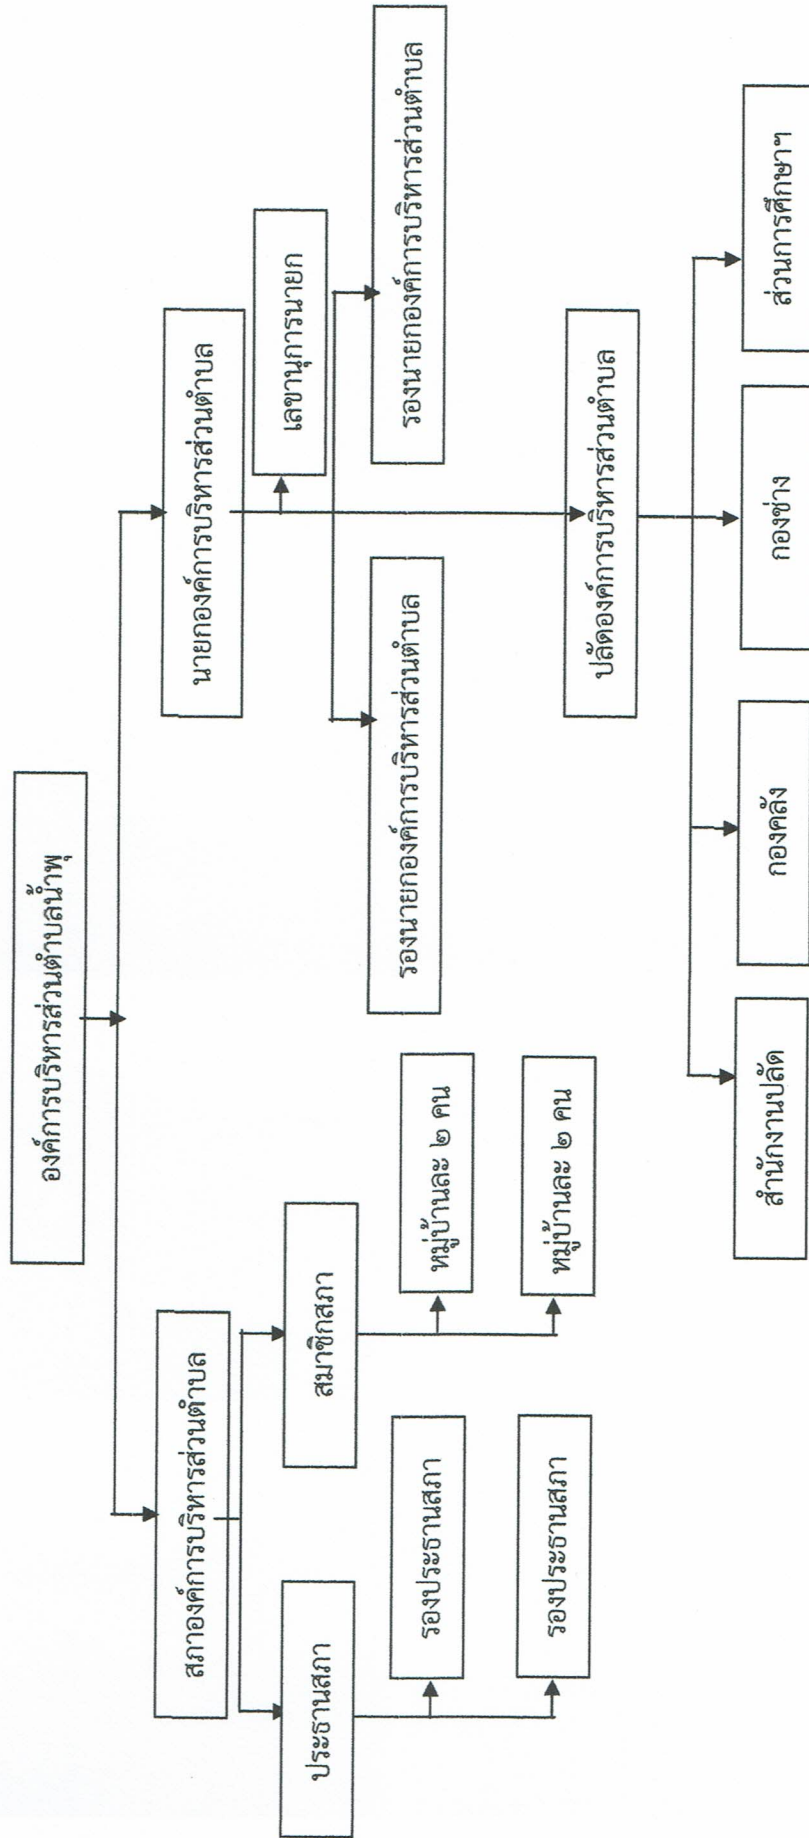 องค์การบริหารส่วนตำบลน้ำพุ
สภาองค์การบริหารส่วนตำบล
นายกองค์การบริหารส่วนตำบล
ประธานสภา
สมาชิกสภา
เลขานุการนายก
รองประธานสภา
หมู่บ้านละ ๒ คน
รองนายกองค์การบริหารส่วนตำบล
รองนายกองค์การบริหารส่วนตำบล
รองประธานสภา
หมู่บ้านละ ๒ คน
ปลัดองค์การบริหารส่วนตำบล
สำนักงานปลัด
กองคลัง
กองช่าง
ส่วนการศึกษาฯ